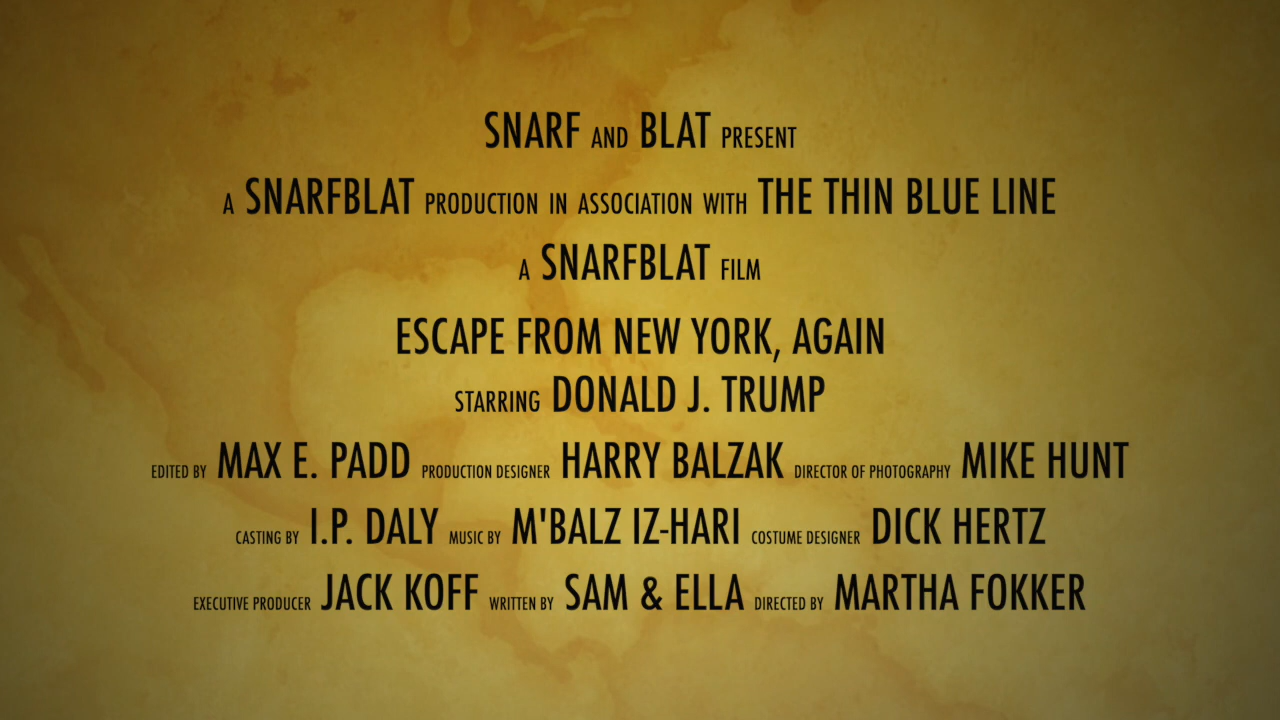 SNARF AND BLAT PRESENT
A SNARFBLAT PRODUCTION IN ASSOCIATION WITH THE THIN BLUE LINE
A SNARFBLAT FILM
ESCAPE FROM NEW YORK, AGAIN
STARRING DONALD J. TRUMP
EDITED BY MAX E. PADD PRODUCTION DESIGNER HARRY BALZAK DIRECTOR OF PHOTOGRAPHY MIKE HUNT
CASTING BY I.P. DALY MUSIC BY M'BALZ IZ-HARI COSTUME DESIGNER DICK HERTZ
EXECUTIVE PRODUCER JACK KOFF WRITTEN BY SAM & ELLA DIRECTED BY MARTHA FOKKER